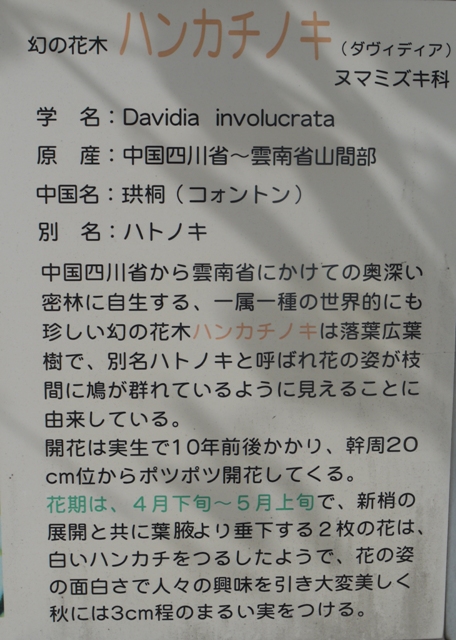 幻の花木 ハンカチノキ（ダヴィディア）
ヌマミズキ科
学　名：Davidia involucrata
原　産：中国四川省～雲南省山間部
中国名：珙桐（コォントン）
別　名：ハトノキ
中国四川省から雲南省にかけての奥深い
密林に自生する、一属一種の世界的にも
珍しい幻の花木ハンカチノキは落葉広葉
樹で、別名ハトノキと呼ばれ花の姿が枝
間に鳩が群れているように見えることに
由来している。
開花は実生で10年前後かかり、幹周20
cm位からポツポツ開花してくる。
花期は、４月下旬～５月上旬で、新梢の
展開と共に葉腋より垂下する２枚の花は、
白いハンカチをつるしたようで、花の姿
の面白さで人々の興味を引き大変美しく
秋には3cm程のまるい実をつける。